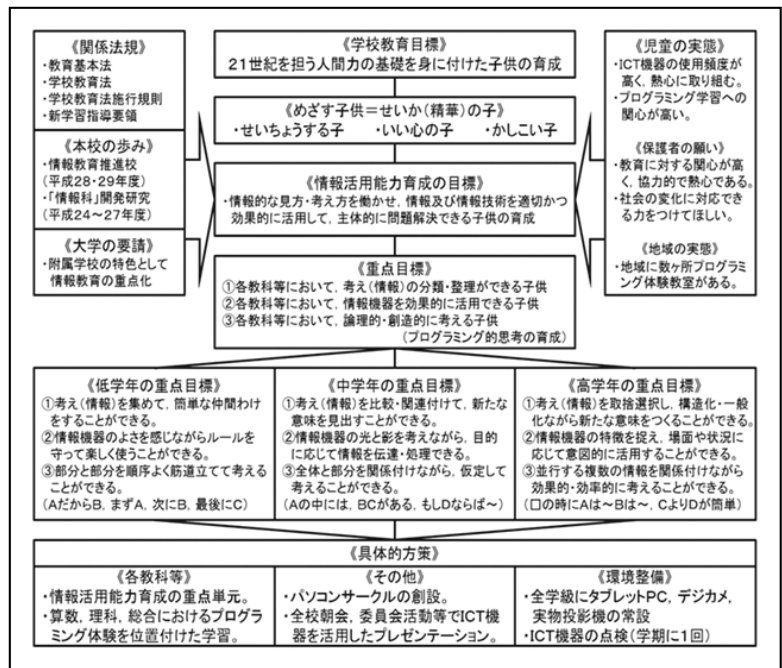 《関係法規》
・教育基本法
・学校教育法
・学校教育法施行規則
・新学習指導要領
《本校の歩み》
・情報教育推進校
(平成28・29年度)
・「情報科」開発研究
(平成24～27年度)
《大学の要請》
・附属学校の特色として
情報教育の重点化
《学校教育目標》
21世紀を担う人間力の基礎を身に付けた子供の育成
《めざす子供＝せいか(精華)の子》
・せいちょうする子　・いい心の子　・かしこい子
《情報活用能力育成の目標》
・情報的な見方・考え方を働かせ，情報及び情報技術を適切かつ
効果的に活用して，主体的に問題解決できる子供の育成
《重点目標》
①各教科等において，考え(情報)の分類・整理ができる子供
②各教科等において，情報機器を効果的に活用できる子供
③各教科等において，論理的・創造的に考える子供
(プログラミング的思考の育成)
《児童の実態》
・ICT機器の使用頻度が
高く，熱心に取り組む。
・プログラミング学習への
関心が高い。
《保護者の願い》
・教育に対する関心が高
く，協力的で熱心である。
・社会の変化に対応でき
る力をつけてほしい。
《地域の実態》
・地域に数ヶ所プログラミ
ング体験教室がある。
《低学年の重点目標》
①考え(情報)を集めて，簡単な仲間わけ
をすることができる。
②情報機器のよさを感じながらルールを
守って楽しく使うことができる。
③部分と部分を順序よく筋道立てて考える
ことができる。
(AだからB，まずA，次にB，最後にC)
《中学年の重点目標》
①考え(情報)を比較・関連付けて，新たな
意味を見出すことができる。
②情報機器の光と影を考えながら，目的
に応じて情報を伝達・処理できる。
③全体と部分を関係付けながら，仮定して
考えることができる。
(Aの中には，BCがある，もしDならば～)
《高学年の重点目標》
①考え(情報)を取捨選択し，構造化・一般
化ながら新たな意味をつくることができる。
②情報機器の特徴を捉え，場面や状況に
応じて意図的に活用することができる。
③並行する複数の情報を関係付けながら
効果的・効率的に考えることができる。
(□の時にAは～Bは～，CよりDが簡単)
《具体的方策》
《各教科等》
・情報活用能力育成の重点単元。
・算数，理科，総合におけるプログラ
ミング体験を位置付けた学習。
《その他》
・パソコンサークルの創設。
・全校朝会，委員会活動等でICT機
器を活用したプレゼンテーション。
《環境整備》
・全学級にタブレットPC，デジカメ，
実物投影機の常設
・ICT機器の点検(学期に1回)